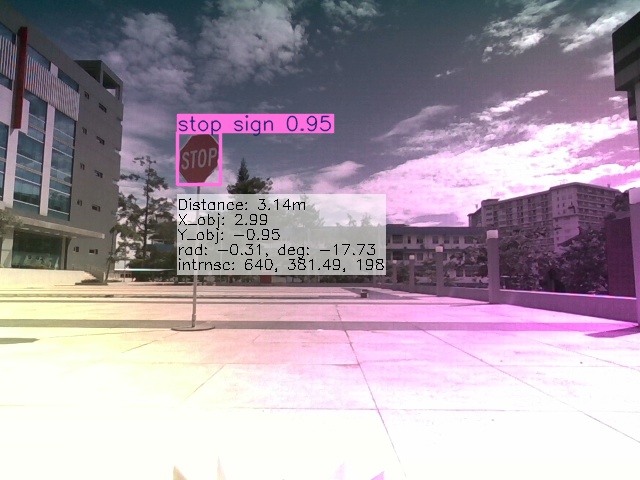 stop sign 0.95
STOP
Distance: 3.14m
X_obj: 2.99
Y_obj: -0.95
rad: -0.31, deg: -17.73
intrnsc: 640, 381.49, 198